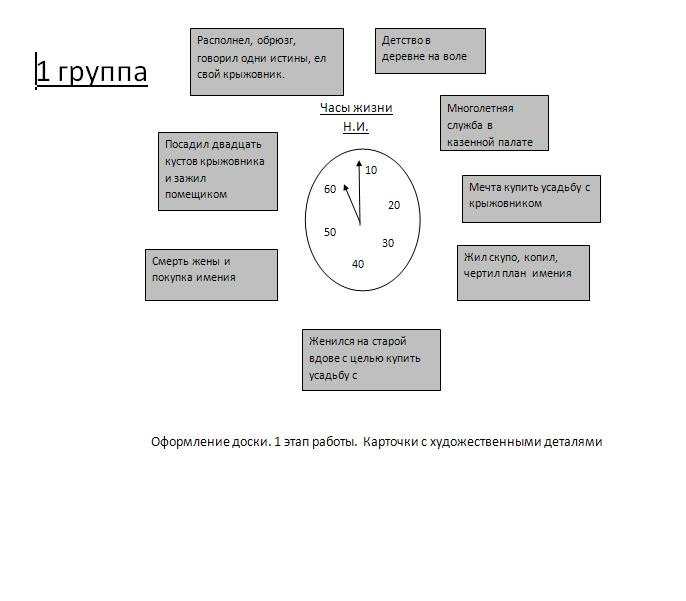 1 группа
Располнел, обрюзг,
говорил одни истины, ел
свой крыжовник.
Детство в
деревне на воле
Часы жизни
Н.И.
Многолетняя
служба в
казенной палате
Посадил двадцать
кустов крыжовника
и зажил
помещиком
Мечта купить усадьбу с
крыжовником
10
60
20
50
30
40
Смерть жены и
покупка имения
Жил скупо, копил,
чертил план имения
Женился на старой
вдове с целью купить
усадьбу с
Оформление доски. 1 этап работы. Карточки с художественными деталями